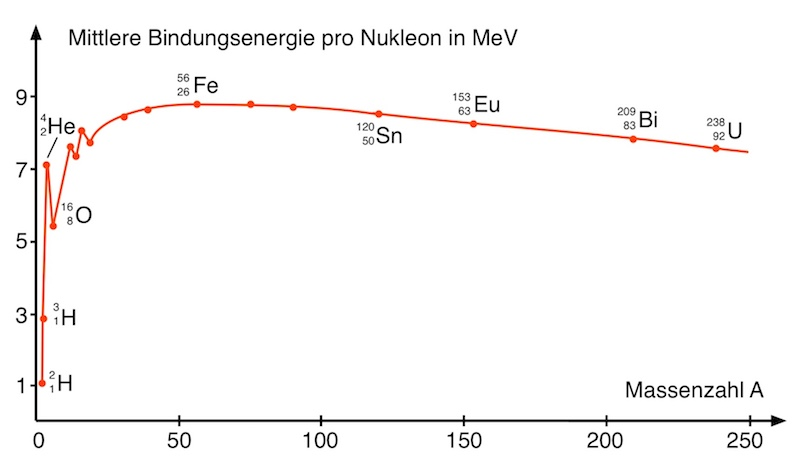 Mittlere Bindungsenergie pro Nukleon in MeV
9
7
5
3
1
56
26 Fe
4
2 He
16
8 O
3
1 H
2
1 H
120
50 Sn
153
63 Eu
209
83 Bi
238
92 U
Massenzahl A
0 50 100 150 200 250